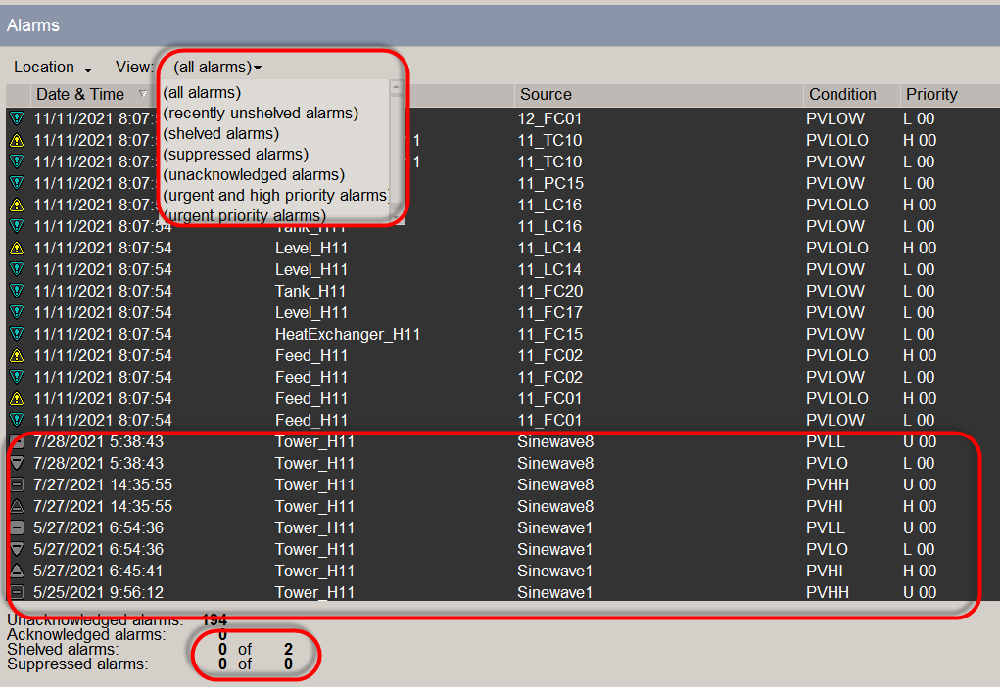 Alarms
Location View: (all alarms)
(all alarms)
(recently unshelved alarms)
(shelved alarms)
(suppressed alarms)
(unacknowledged alarms)
(urgent and high priority alarms)
(urgent priority alarms)
Date & Time Source Condition Priority
11/11/2021 8:07: 12_FC01 PVLOW L 00
11/11/2021 8:07: 1 11_TC10 PVLOLO H 00
11/11/2021 8:07: 1 11_TC10 PVLOW L 00
11/11/2021 8:07: 11_PC15 PVLOW L 00
11/11/2021 8:07: 11_LC16 PVLOLO H 00
11/11/2021 8:07:54 Tank_H11 11_LC16 PVLOW L 00
11/11/2021 8:07:54 Level_H11 11_LC14 PVLOLO H 00
11/11/2021 8:07:54 Level_H11 11_LC14 PVLOW L 00
11/11/2021 8:07:54 Tank_H11 11_FC20 PVLOW L 00
11/11/2021 8:07:54 Level_H11 11_FC17 PVLOW L 00
11/11/2021 8:07:54 HeatExchanger_H11 11_FC15 PVLOW L 00
11/11/2021 8:07:54 Feed_H11 11_FC02 PVLOLO H 00
11/11/2021 8:07:54 Feed_H11 11_FC02 PVLOW L 00
11/11/2021 8:07:54 Feed_H11 11_FC01 PVLOLO H 00
11/11/2021 8:07:54 Feed_H11 11_FC01 PVLOW L 00
7/28/2021 5:38:43 Tower_H11 Sinewave8 PVLL U 00
7/28/2021 5:38:43 Tower_H11 Sinewave8 PVLO L 00
7/27/2021 14:35:55 Tower_H11 Sinewave8 PVHH U 00
7/27/2021 14:35:55 Tower_H11 Sinewave8 PVHI H 00
5/27/2021 6:54:36 Tower_H11 Sinewave1 PVLL U 00
5/27/2021 6:54:36 Tower_H11 Sinewave1 PVLO L 00
5/27/2021 6:45:41 Tower_H11 Sinewave1 PVHI H 00
5/25/2021 9:56:12 Tower_H11 Sinewave1 PVHH U 00
Unacknowledged alarms: 194
Acknowledged alarms: 0
Shelved alarms: 0 of 2
Suppressed alarms: 0 of 0